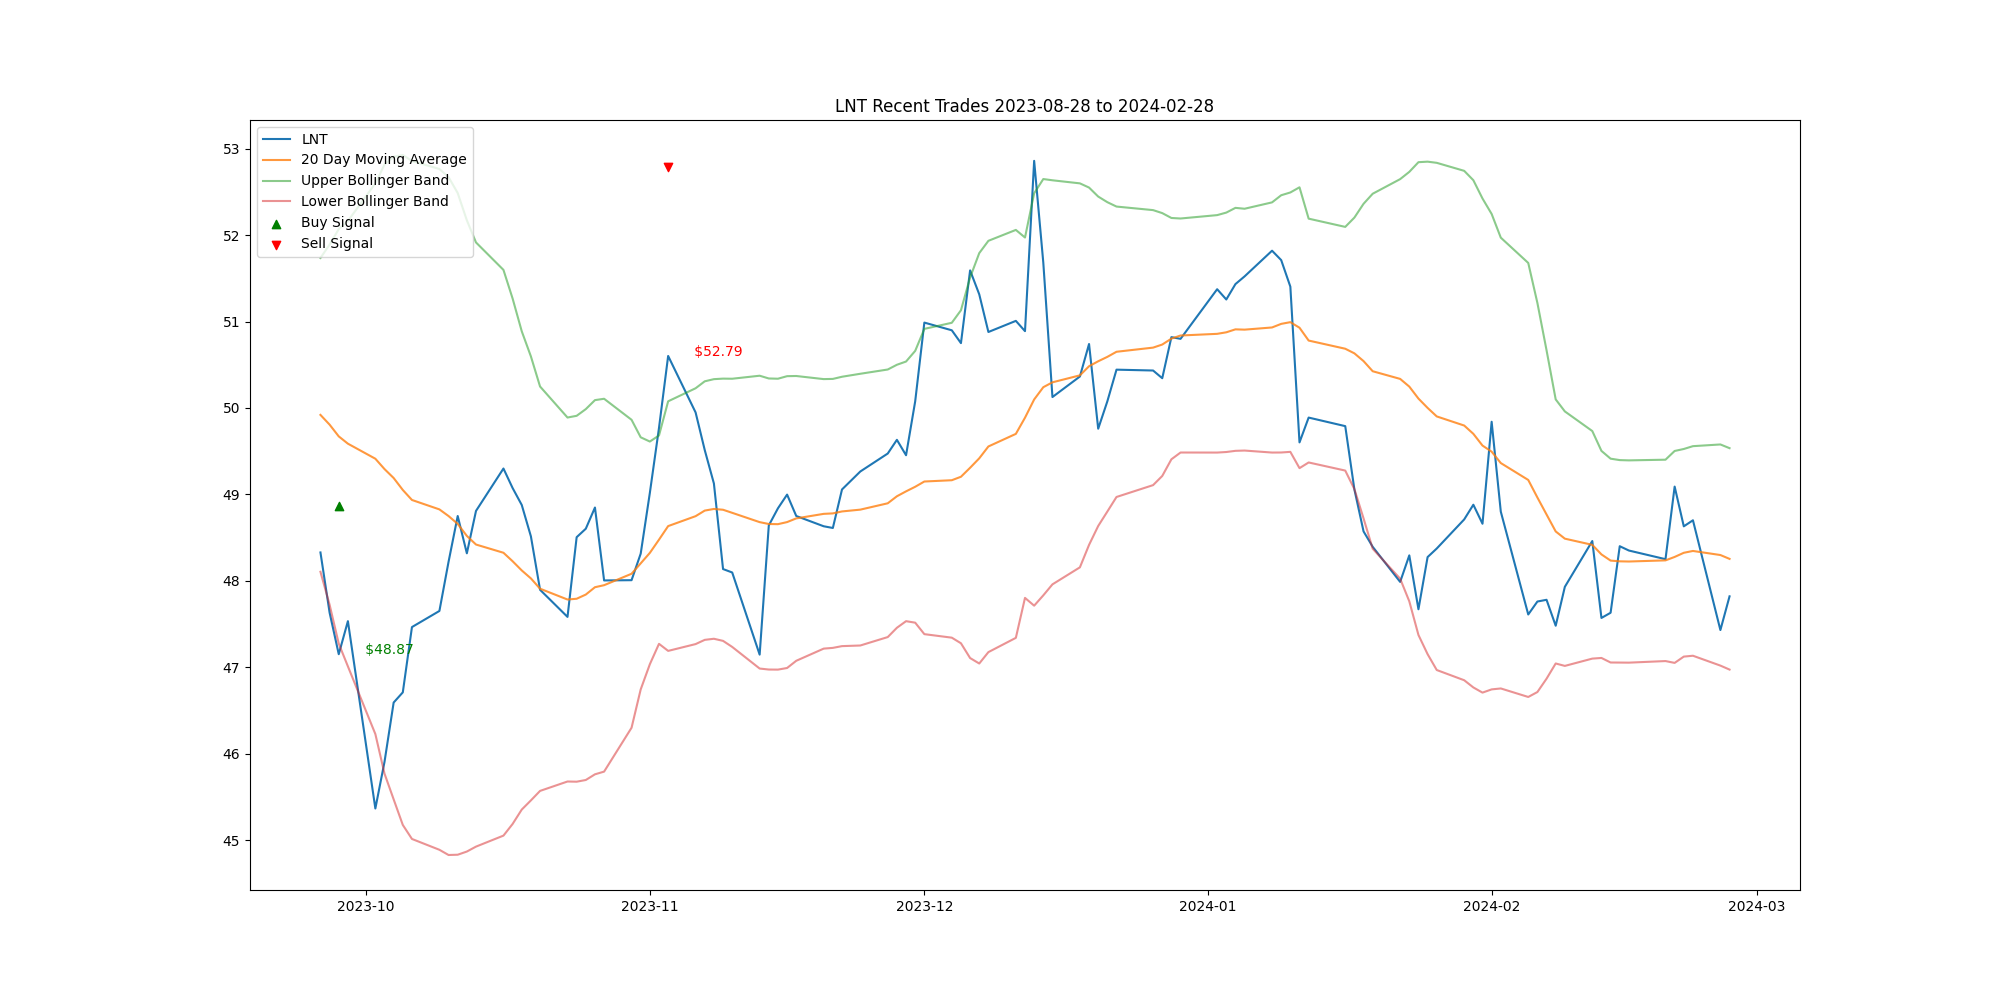 LNT Recent Trades 2023-08-28 to 2024-02-28
LNT
20 Day Moving Average
Upper Bollinger Band
Lower Bollinger Band
Buy Signal
Sell Signal
53
52
51
50
49
48
47
46
45
$52.79
$48.87
2023-10
2023-11
2023-12
2024-01
2024-02
2024-03